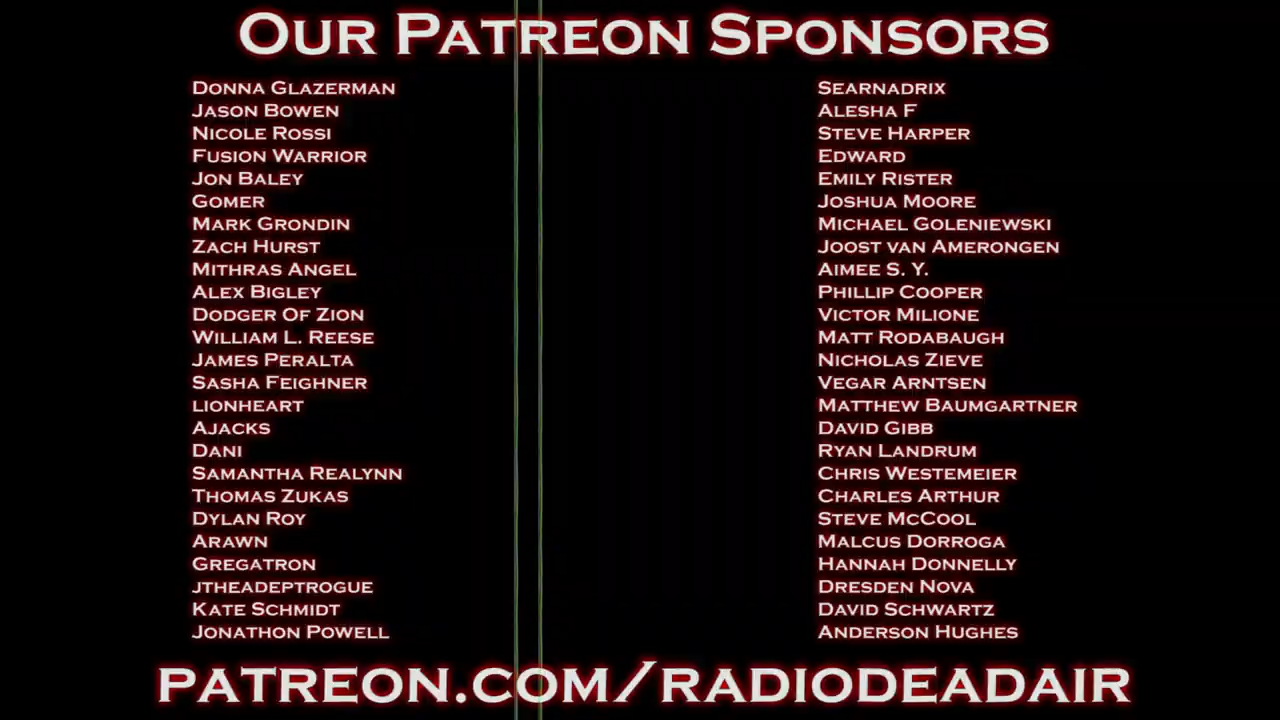 Our Patreon Sponsors
Donna Glazerman
Jason Bowen
Nicole Rossi
Fusion Warrior
Jon Baley
Gomer
Mark Grondin
Zach Hurst
Mithras Angel
Alex Bigley
Dodger Of Zion
William L. Reese
James Peralta
Sasha Feighner
lionheart
Ajacks
Dani
Samantha Realynn
Thomas Zukas
Dylan Roy
Arawn
Gregatron
jtheadeptrogue
Kate Schmidt
Jonathon Powell
Searnadrix
Alesha F
Steve Harper
Edward
Emily Rister
Joshua Moore
Michael Goleniewski
Joost van Amerongen
Aimee S. Y.
Phillip Cooper
Victor Milione
Matt Rodabaugh
Nicholas Zieve
Vegar Arntsen
Matthew Baumgartner
David Gibb
Ryan Landrum
Chris Westemeier
Charles Arthur
Steve McCool
Malcus Dorroga
Hannah Donnelly
Dresden Nova
David Schwartz
Anderson Hughes
patreon.com/radiodeadair